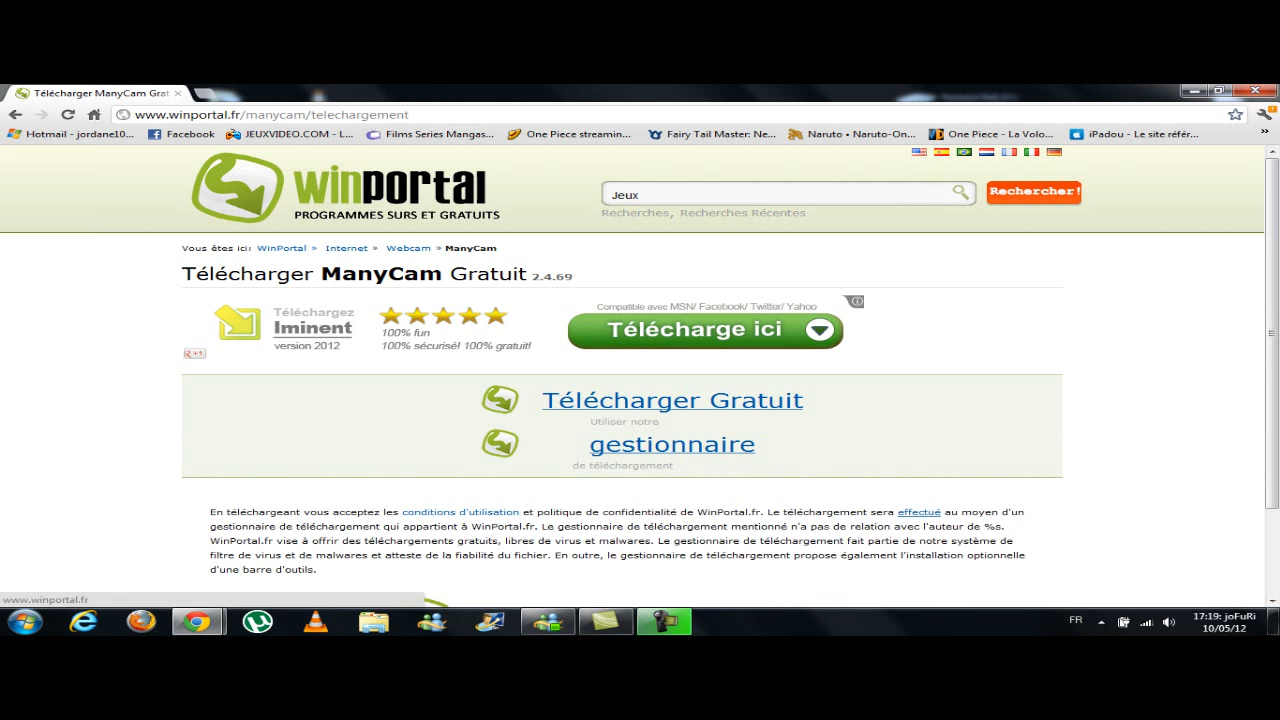 Télécharger ManyCam Grat
www.winportal.fr/manycam/telechargement
Hotmail - jordane10... Facebook JEUXVIDEO.COM - L... Films Series Mangas... One Piece streamin... Fairy Tail Master: Ne... Naruto • Naruto-On... One Piece - La Volo... iPadou - Le site référ... »
winportal
PROGRAMMES SURS ET GRATUITS
Jeux
Rechercher!
Recherches, Recherches Récentes
Vous êtes ici: WinPortal » Internet » Webcam » ManyCam
Télécharger ManyCam Gratuit 2.4.69
Téléchargez
Iminent
version 2012
100% fun
100% sécurisé! 100% gratuit!
Compatible avec MSN/ Facebook/ Twitter/ Yahoo
Télécharge ici
+1
Télécharger Gratuit
Utiliser notre
gestionnaire
de téléchargement
En téléchargeant vous acceptez les conditions d'utilisation et politique de confidentialité de WinPortal.fr. Le téléchargement sera effectué au moyen d'un
gestionnaire de téléchargement qui appartient à WinPortal.fr. Le gestionnaire de téléchargement mentionné n'a pas de relation avec l'auteur de %s.
WinPortal.fr vise à offrir des téléchargements gratuits, libres de virus et malwares. Le gestionnaire de téléchargement fait partie de notre système de
filtre de virus et de malwares et atteste de la fiabilité du fichier. En outre, le gestionnaire de téléchargement propose également l'installation optionnelle
d'une barre d'outils.
www.winportal.fr
FR
17:19: joFuRi
10/05/12